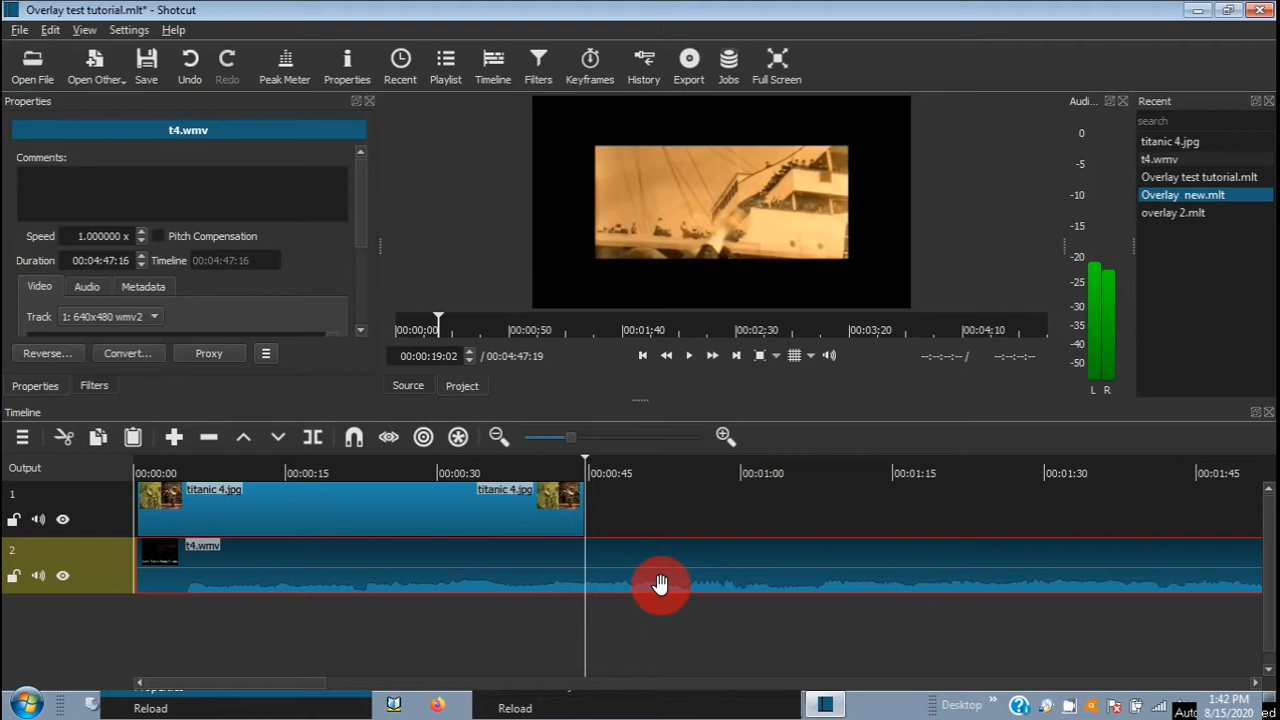 Overlay test tutorial.mlt* - Shotcut
File Edit View Settings Help
Open File Open Other.. Save Undo Redo Peak Meter Properties Recent Playlist Timeline Filters Keyframes History Export Jobs Full Screen
Properties
Audi...
Recent
t4.wmv
search
Comments:
titanic 4.jpg
t4.wmv
Overlay test tutorial.mlt
Overlay new.mlt
overlay 2.mlt
0
-5
-10
-15
-20
-25
-30
-35
-40
-50
L R
Speed 1.000000 x Pitch Compensation
Duration 00:04:47:16 Timeline 00:04:47:16
Video Audio Metadata
Track 1: 640x480 wmv2
Reverse... Convert... Proxy
Properties Filters
|00:00;00 |00:00:50 |00:01:40 |00:02:30 |00:03:20 |00:04:10
00:00:19:02 / 00:04:47:19 --:--:--:-- / --:--:--:--
Source Project
Timeline
Output |00:00:00 |00:00:15 |00:00:30 |00:00:45 |00:01:00 |00:01:15 |00:01:30 |00:01:45
1 titanic 4.jpg titanic 4.jpg
2 t4.wmv
Reload Reload
Desktop »
1:42 PM
8/15/2020